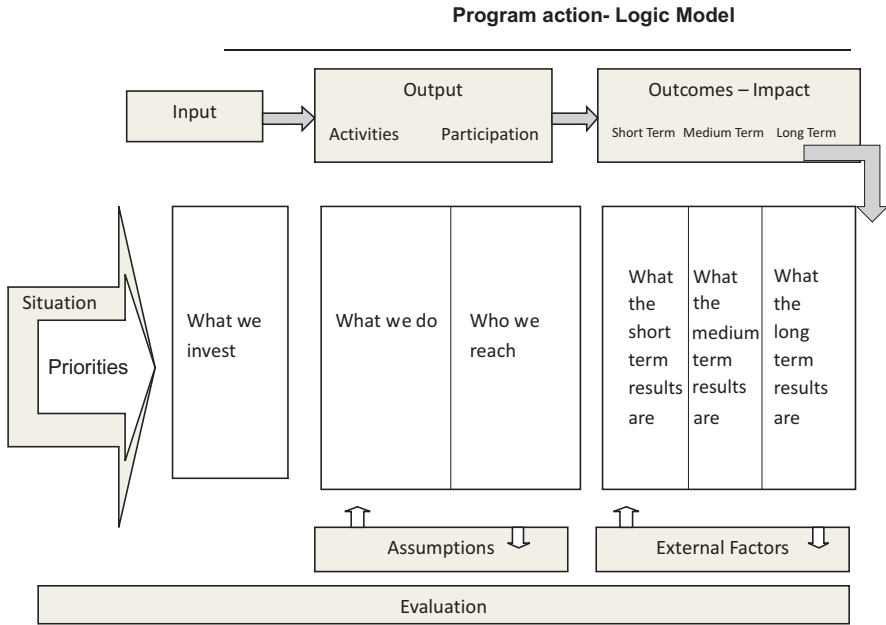 Program action- Logic Model
Input
Output
Activities Participation
Outcomes – Impact
Short Term Medium Term Long Term
Situation
Priorities
What we
invest
What we do
Who we
reach
What
the
short
term
results
are
What
the
medium
term
results
are
What
the
long
term
results
are
Assumptions
External Factors
Evaluation